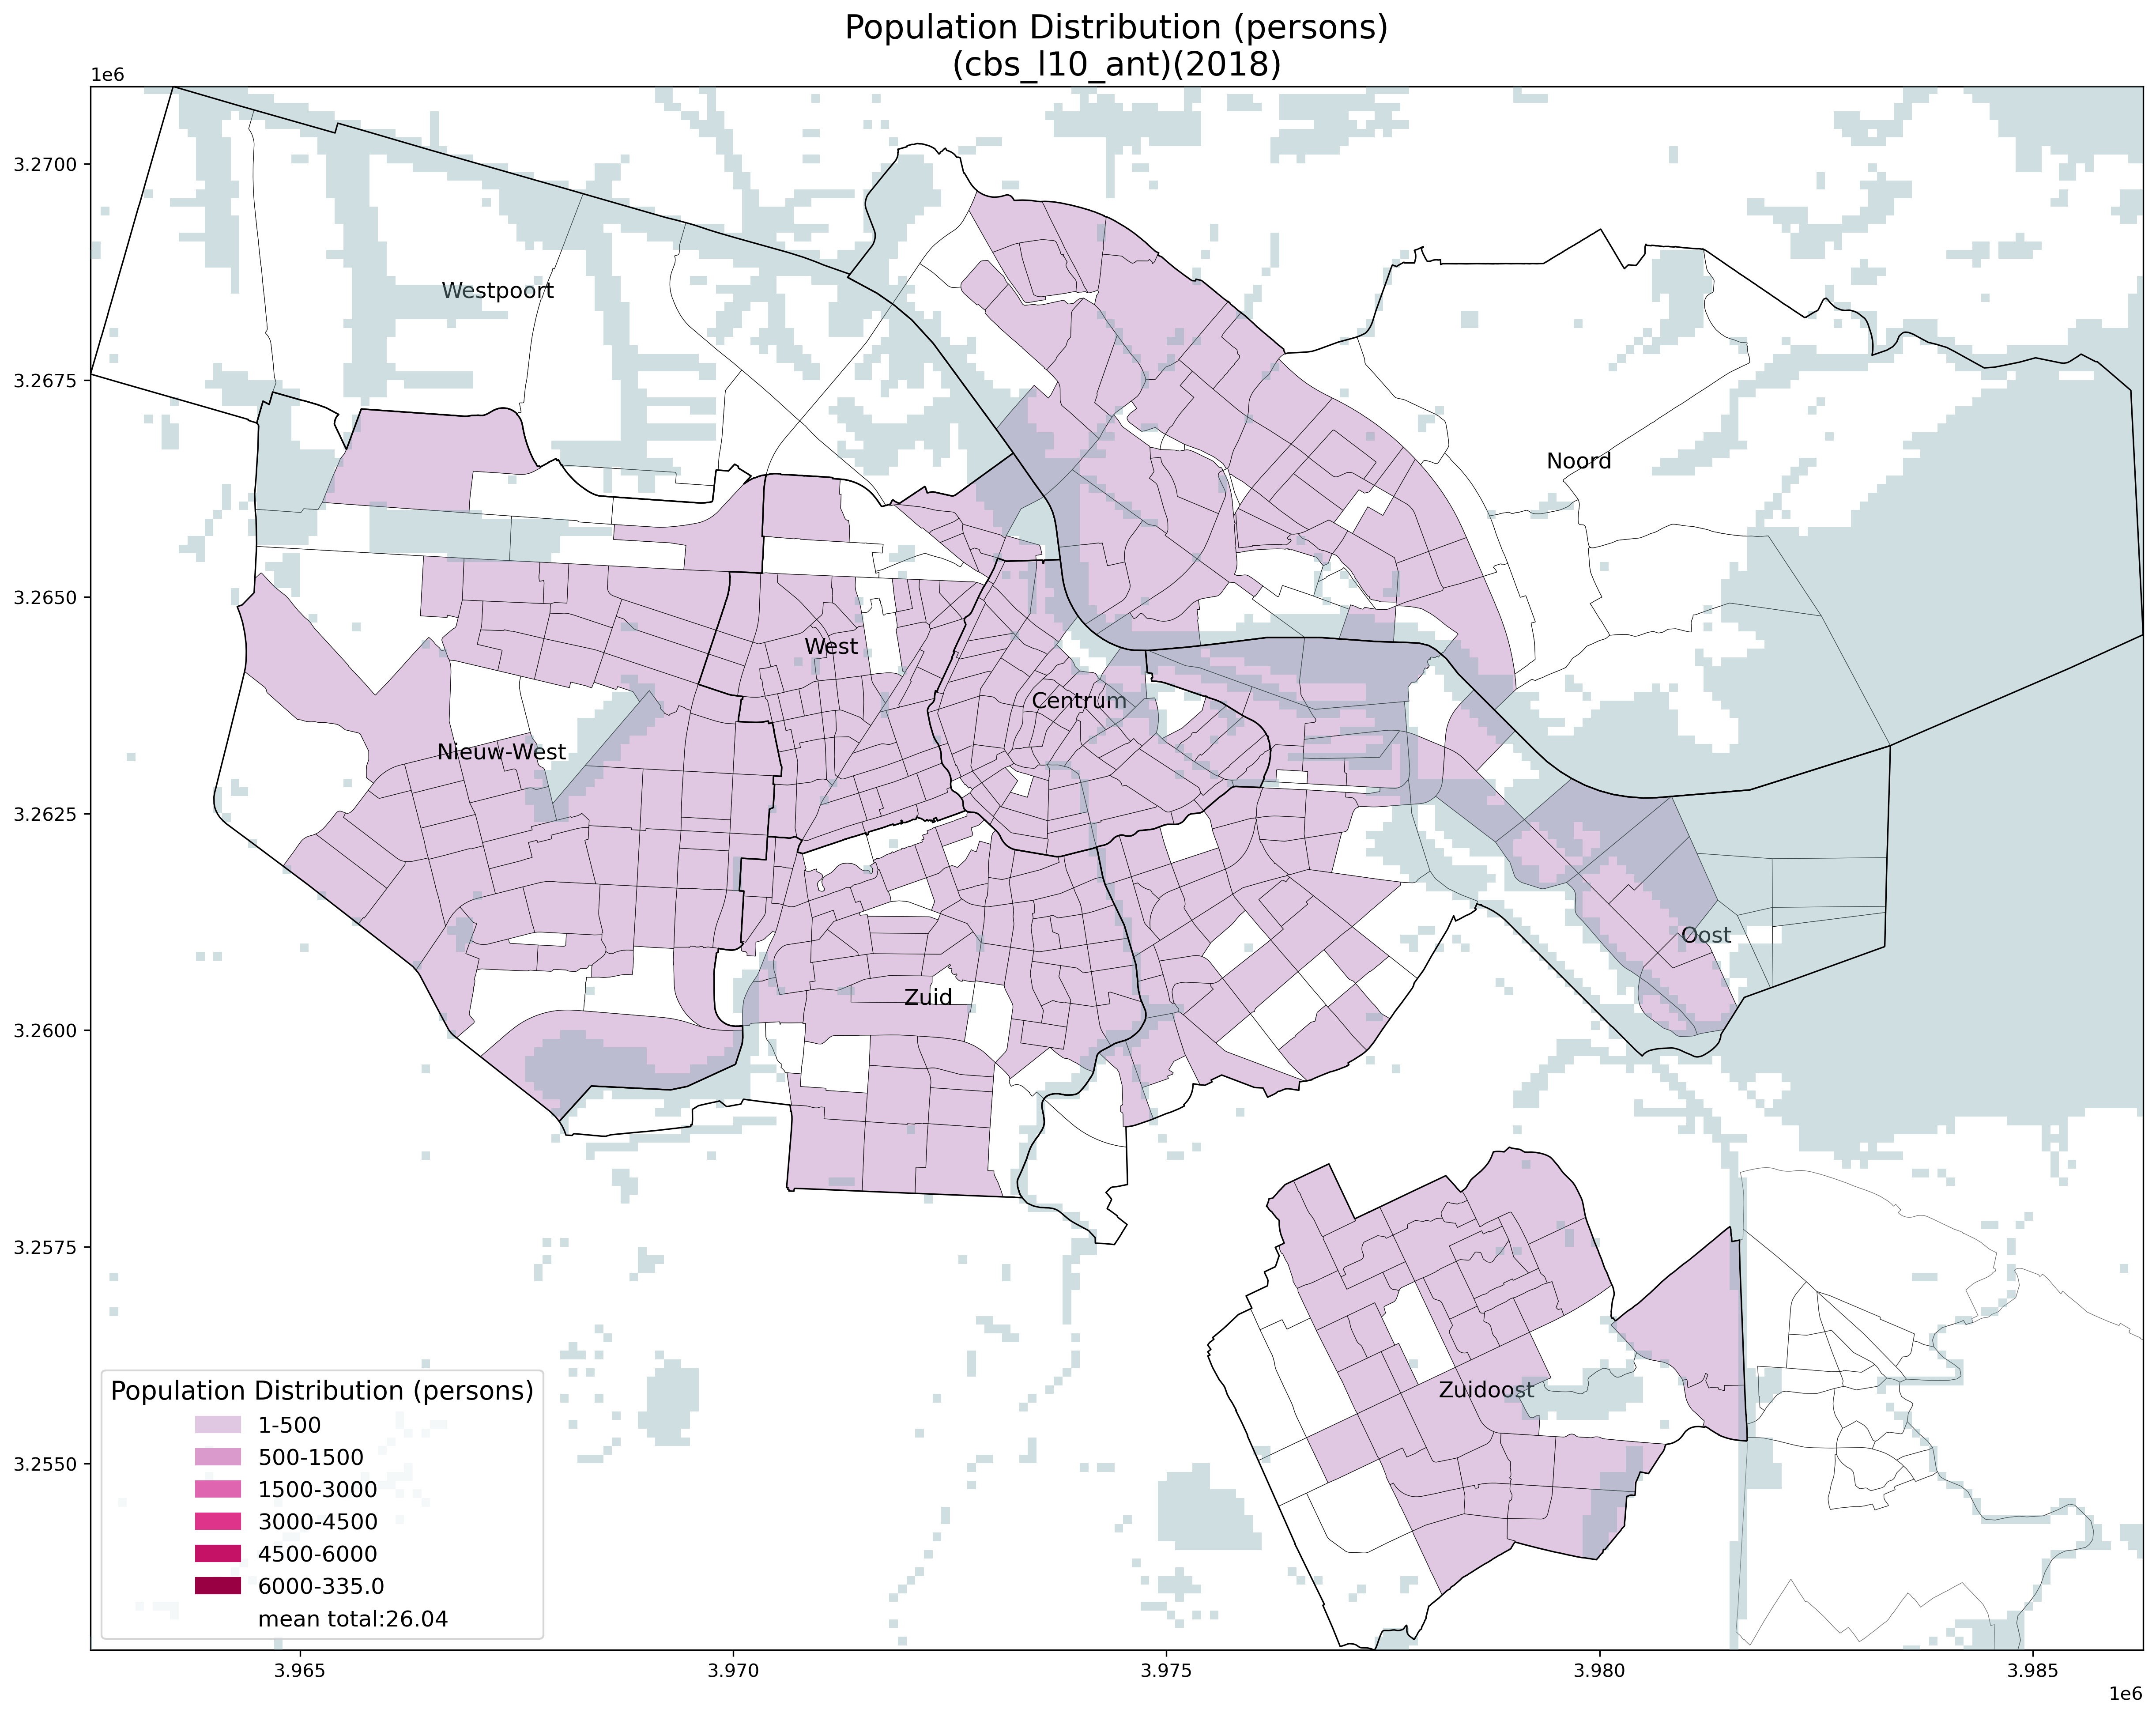 Population Distribution (persons)
(cbs_l10_ant)(2018)
1e6
3.2700
3.2675
3.2650
3.2625
3.2600
3.2575
3.2550
Westpoort
Noord
West
Centrum
Nieuw-West
Oost
Zuid
Zuidoost
Population Distribution (persons)
1-500
500-1500
1500-3000
3000-4500
4500-6000
6000-335.0
mean total:26.04
3.965
3.970
3.975
3.980
3.985
1e6